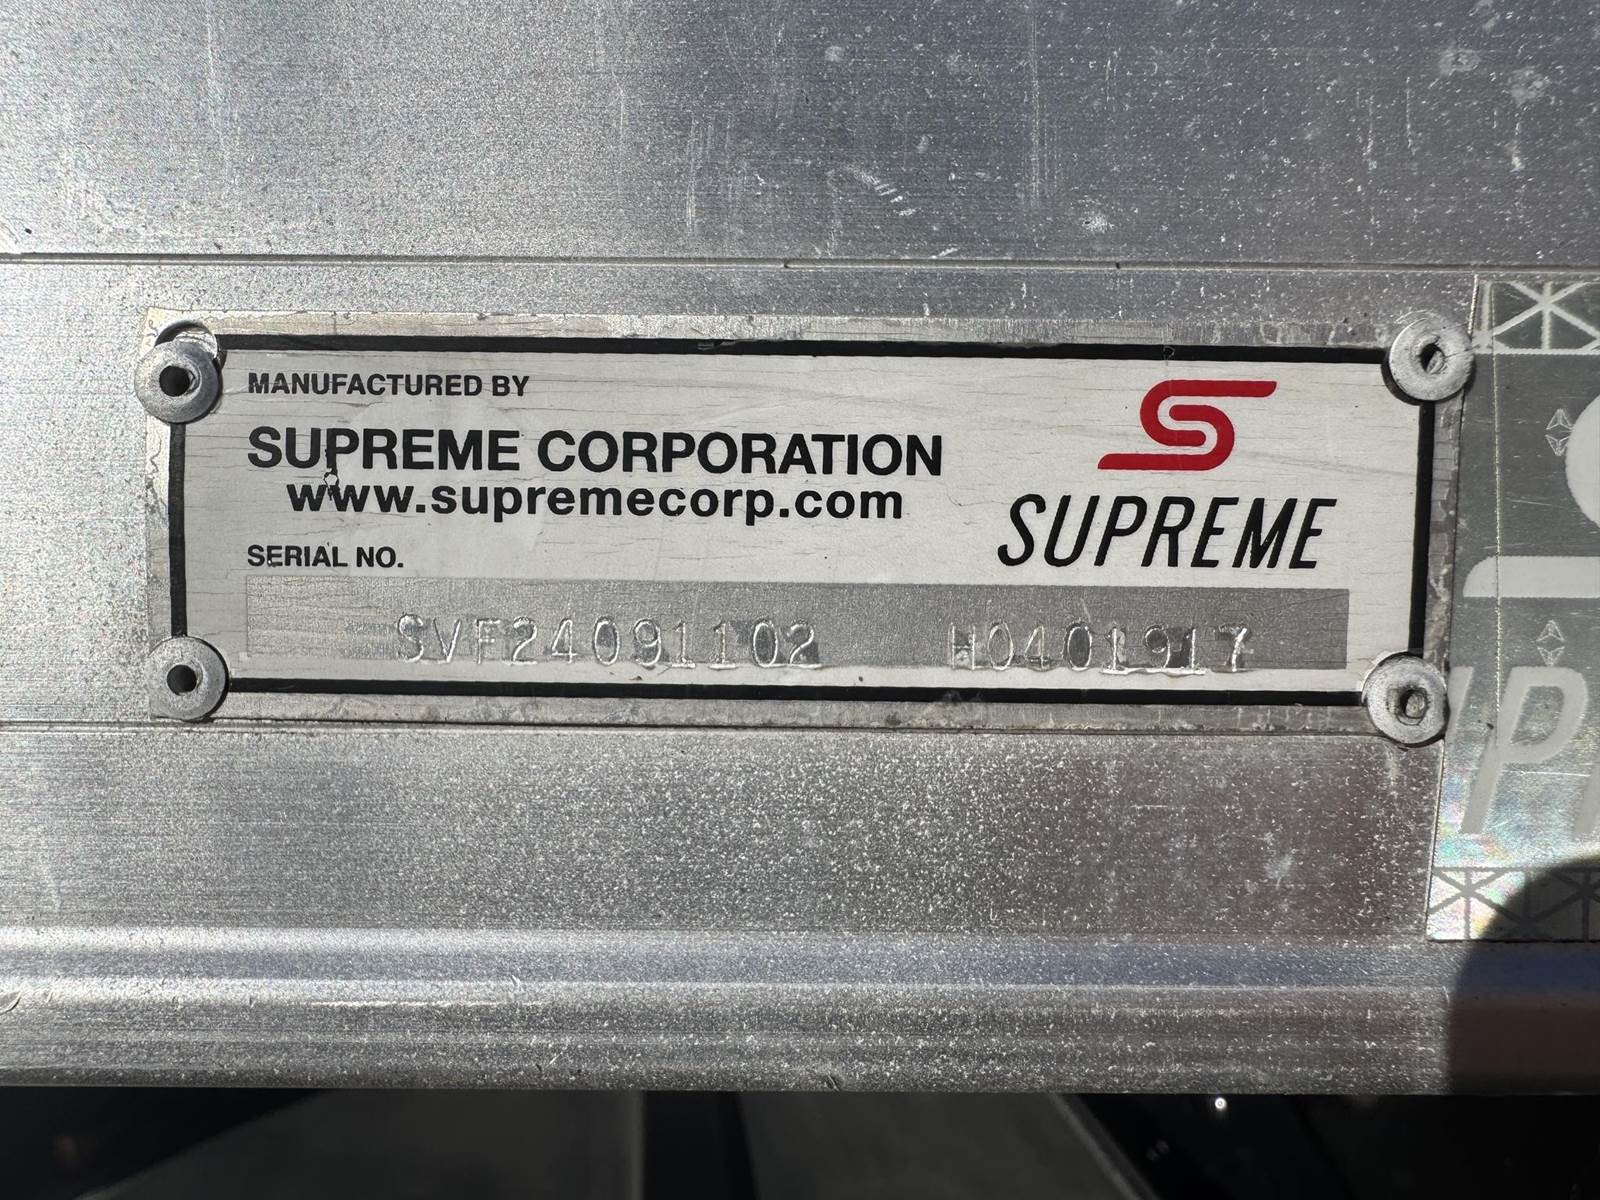 MANUFACTURED BY
SUPREME CORPORATION
www.supremecorp.com
SUPREME
SERIAL NO.
SVF24091102 H0401917